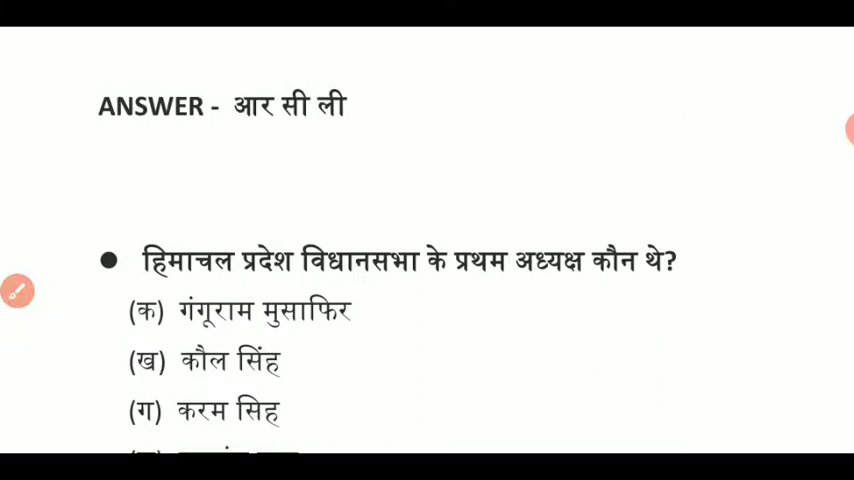 ANSWER - आर सी ली
● हिमाचल प्रदेश विधानसभा के प्रथम अध्यक्ष कौन थे?
(क) गंगूराम मुसाफिर
(ख) कौल सिंह
(ग) करम सिह